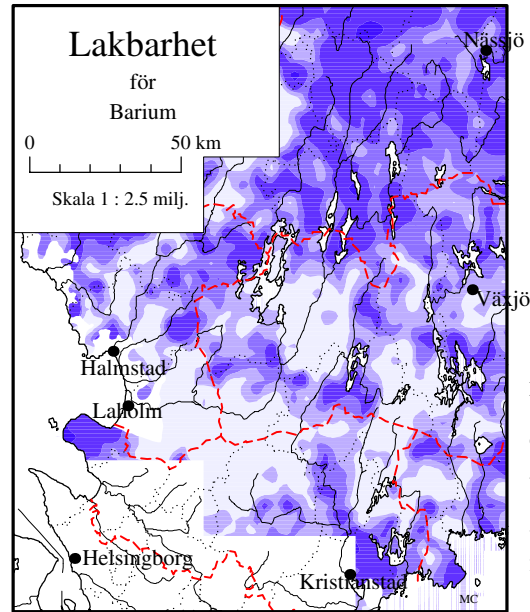 Lakbarhet
för
Barium
0 50 km
Skala 1 : 2.5 milj.
Nässjö
Växjö
Halmstad
Laholm
Helsingborg
Kristianstad
MC